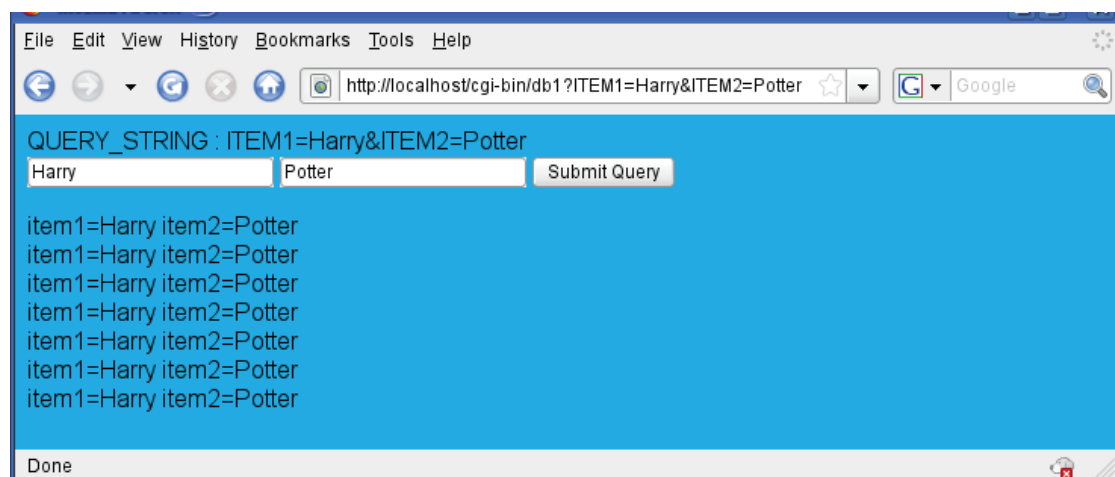 File Edit View History Bookmarks Tools Help
http://localhost/cgi-bin/db1?ITEM1=Harry&ITEM2=Potter G Google
QUERY_STRING : ITEM1=Harry&ITEM2=Potter
Harry Potter Submit Query
item1=Harry item2=Potter
item1=Harry item2=Potter
item1=Harry item2=Potter
item1=Harry item2=Potter
item1=Harry item2=Potter
item1=Harry item2=Potter
item1=Harry item2=Potter
Done